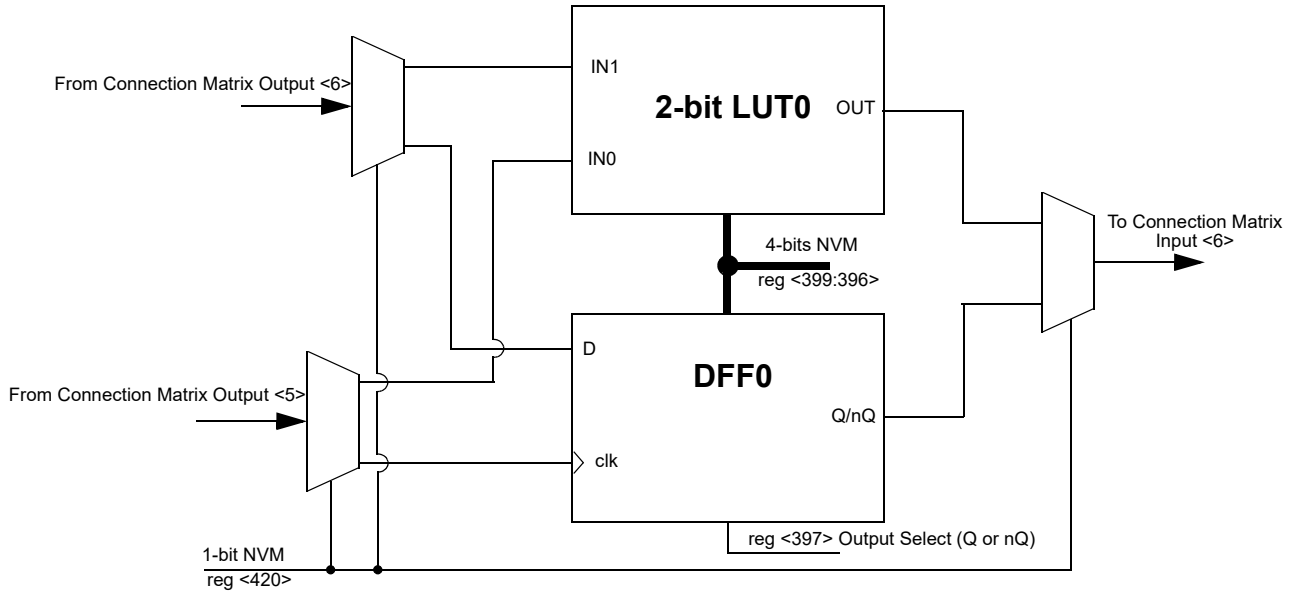 From Connection Matrix Output <6>
IN1
2-bit LUT0
OUT
IN0
To Connection Matrix
Input <6>
4-bits NVM
reg <399:396>
D
DFF0
From Connection Matrix Output <5>
Q/nQ
clk
reg <397> Output Select (Q or nQ)
1-bit NVM
reg <420>